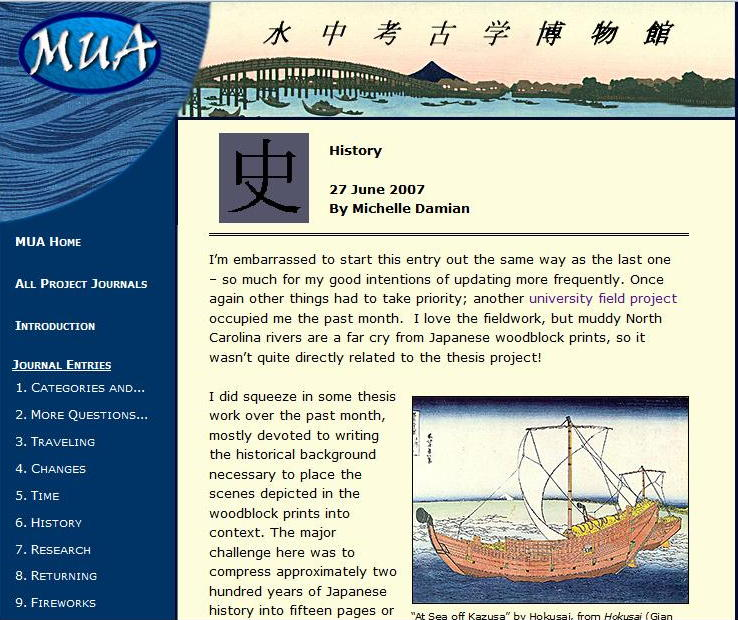 MUA
水中考古学博物館
史
History
27 June 2007
By Michelle Damian
MUA Home
All Project Journals
Introduction
Journal Entries
1. Categories and...
2. More Questions...
3. Traveling
4. Changes
5. Time
6. History
7. Research
8. Returning
9. Fireworks
I'm embarrassed to start this entry out the same way as the last one
– so much for my good intentions of updating more frequently. Once
again other things had to take priority; another university field project
occupied me the past month. I love the fieldwork, but muddy North
Carolina rivers are a far cry from Japanese woodblock prints, so it
wasn't quite directly related to the thesis project!
I did squeeze in some thesis
work over the past month,
mostly devoted to writing
the historical background
necessary to place the
scenes depicted in the
woodblock prints into
context. The major
challenge here was to
compress approximately two
hundred years of Japanese
history into fifteen pages or
"At Sea off Kazusa" by Hokusai, from Hokusai (Gian